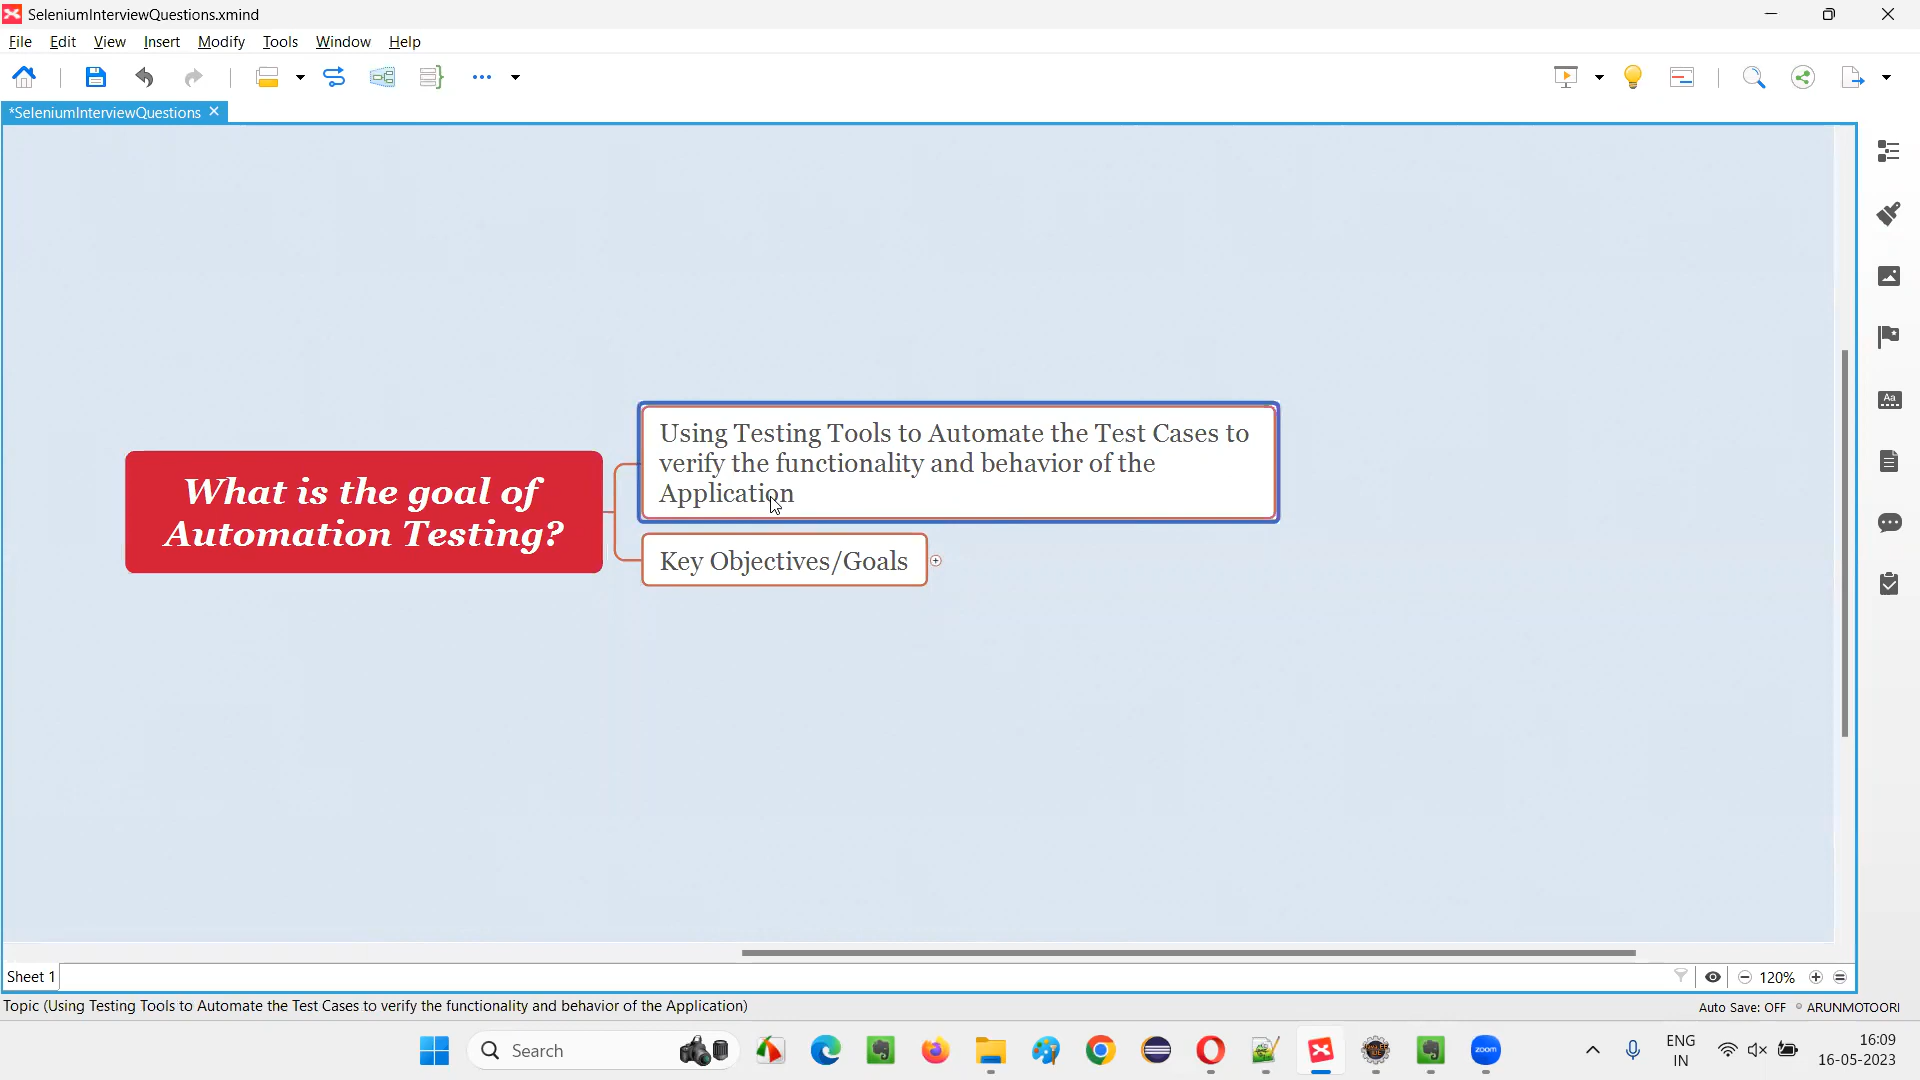 SeleniumInterviewQuestions.xmind
File Edit View Insert Modify Tools Window Help
*SeleniumInterviewQuestions
What is the goal of
Automation Testing?
Using Testing Tools to Automate the Test Cases to
verify the functionality and behavior of the
Application
Key Objectives/Goals
Aa
Sheet 1
120%
Topic (Using Testing Tools to Automate the Test Cases to verify the functionality and behavior of the Application)
Auto Save: OFF ARUNMOTOORI
Search
zoom
ENG
IN
16:09
16-05-2023